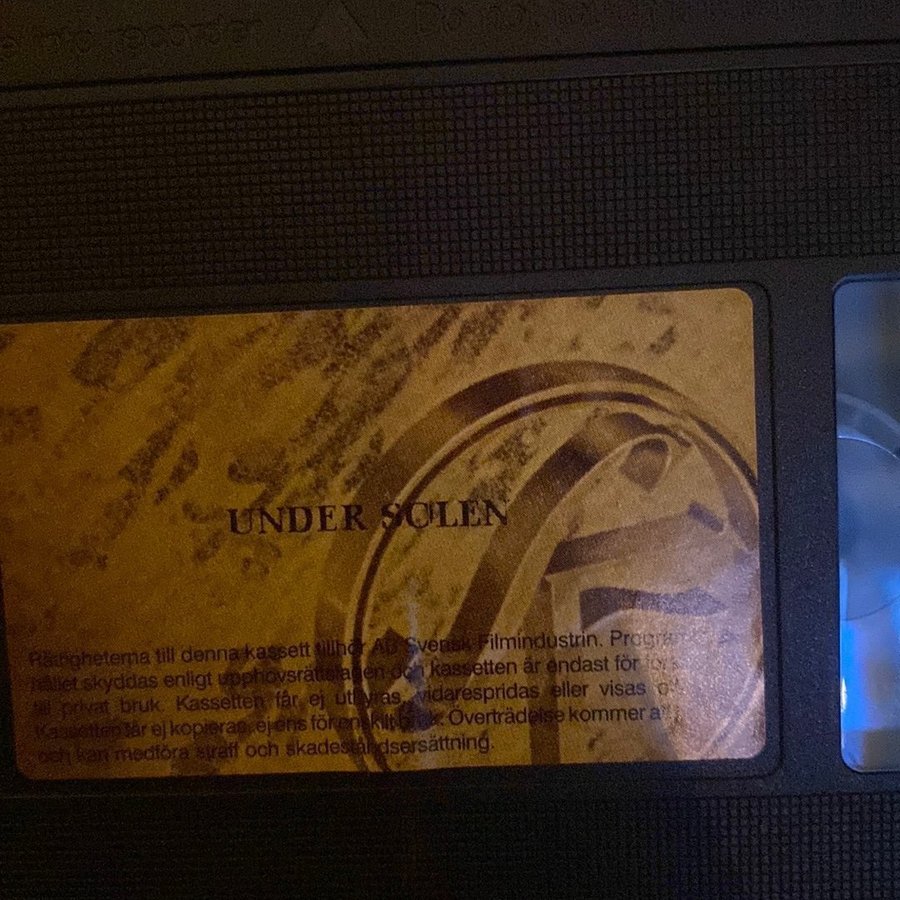 UNDER SOLEN
Rättigheterna till denna kassett tillhör AB Svensk Filmindustrin. Program-
hållet skyddas enligt upphovsrättslagen och kassetten är endast för
till privat bruk. Kassetten får ej uthyras, vidarespridas eller visas
Kassetten får ej kopieras, ej ens för enskilt bruk. Överträdelse kommer
och kan medföra straff och skadeståndsersättning.